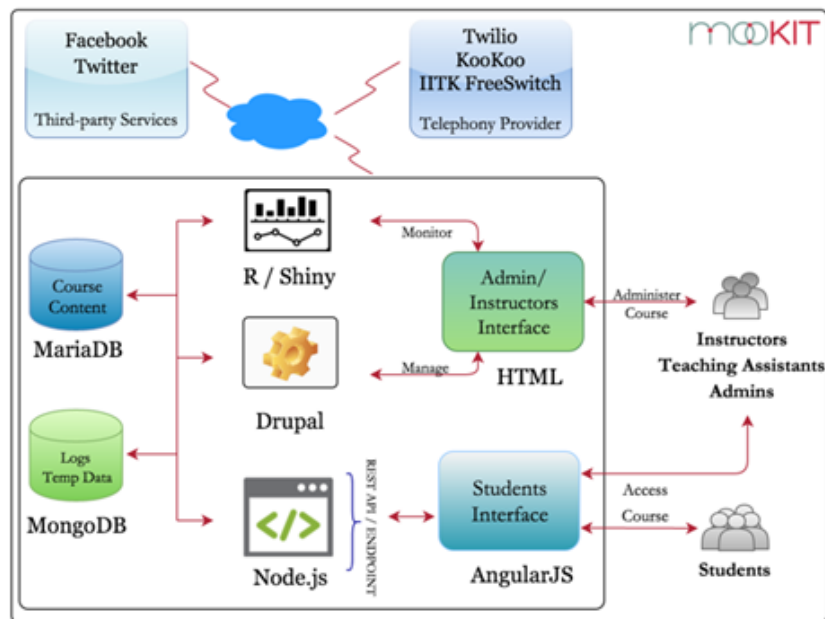 mooKIT
Facebook
Twitter
Third-party Services
Twilio
KooKoo
IITK FreeSwitch
Telephony Provider
Course
Content
MariaDB
Logs
Temp Data
MongoDB
R / Shiny
Drupal
Node.js
REST API / ENDPOINT
Monitor
Manage
Admin/
Instructors
Interface
HTML
Students
Interface
AngularJS
Administer
Course
Instructors
Teaching Assistants
Admins
Access
Course
Students